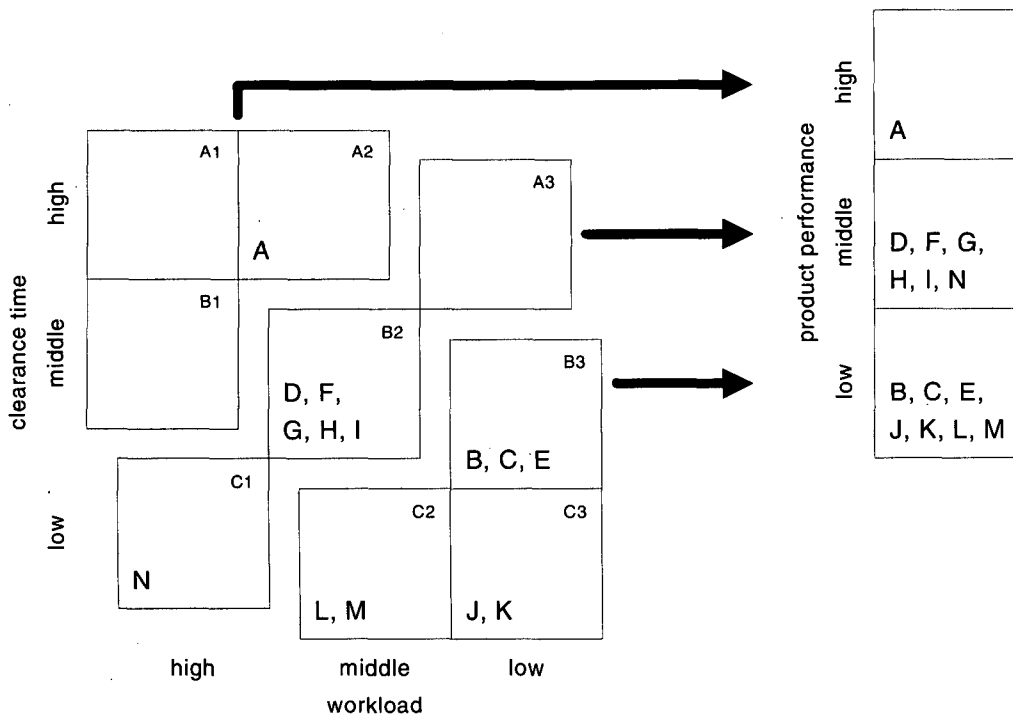 high
A
product performance
middle
D, F, G,
H, I, N
low
B, C, E,
J, K, L, M
clearance time
high
A1
A2
A
A3
middle
B1
B2
D, F,
G, H, I
B3
B, C, E
low
C1
N
C2
L, M
C3
J, K
high
middle
low
workload